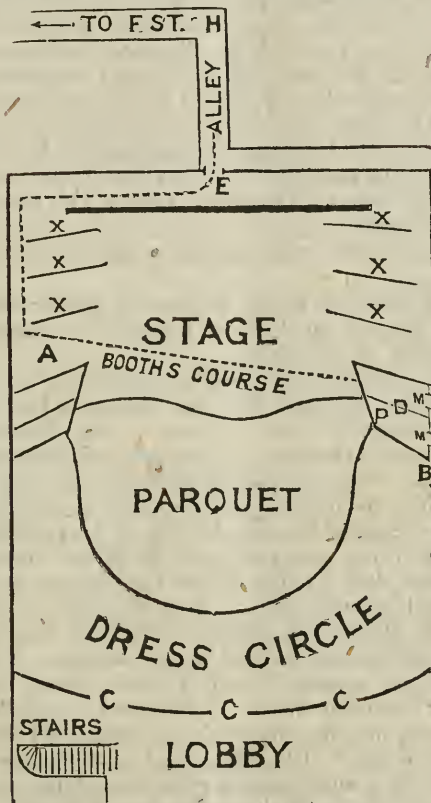 TO F. ST. H
ALLEY
E
X X
X X
X X
STAGE
A
BOOTHS COURSE
M
P D
M
B
PARQUET
DRESS CIRCLE
C C C
STAIRS
LOBBY